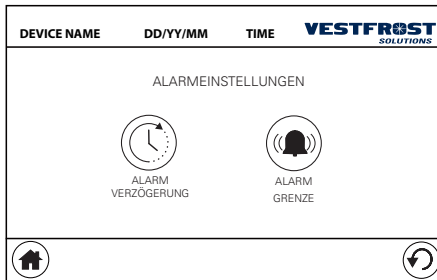 DEVICE NAME DD/YY/MM TIME VESTFROST
SOLUTIONS
ALARMEINSTELLUNGEN
ALARM
VERZÖGERUNG
ALARM
GRENZE